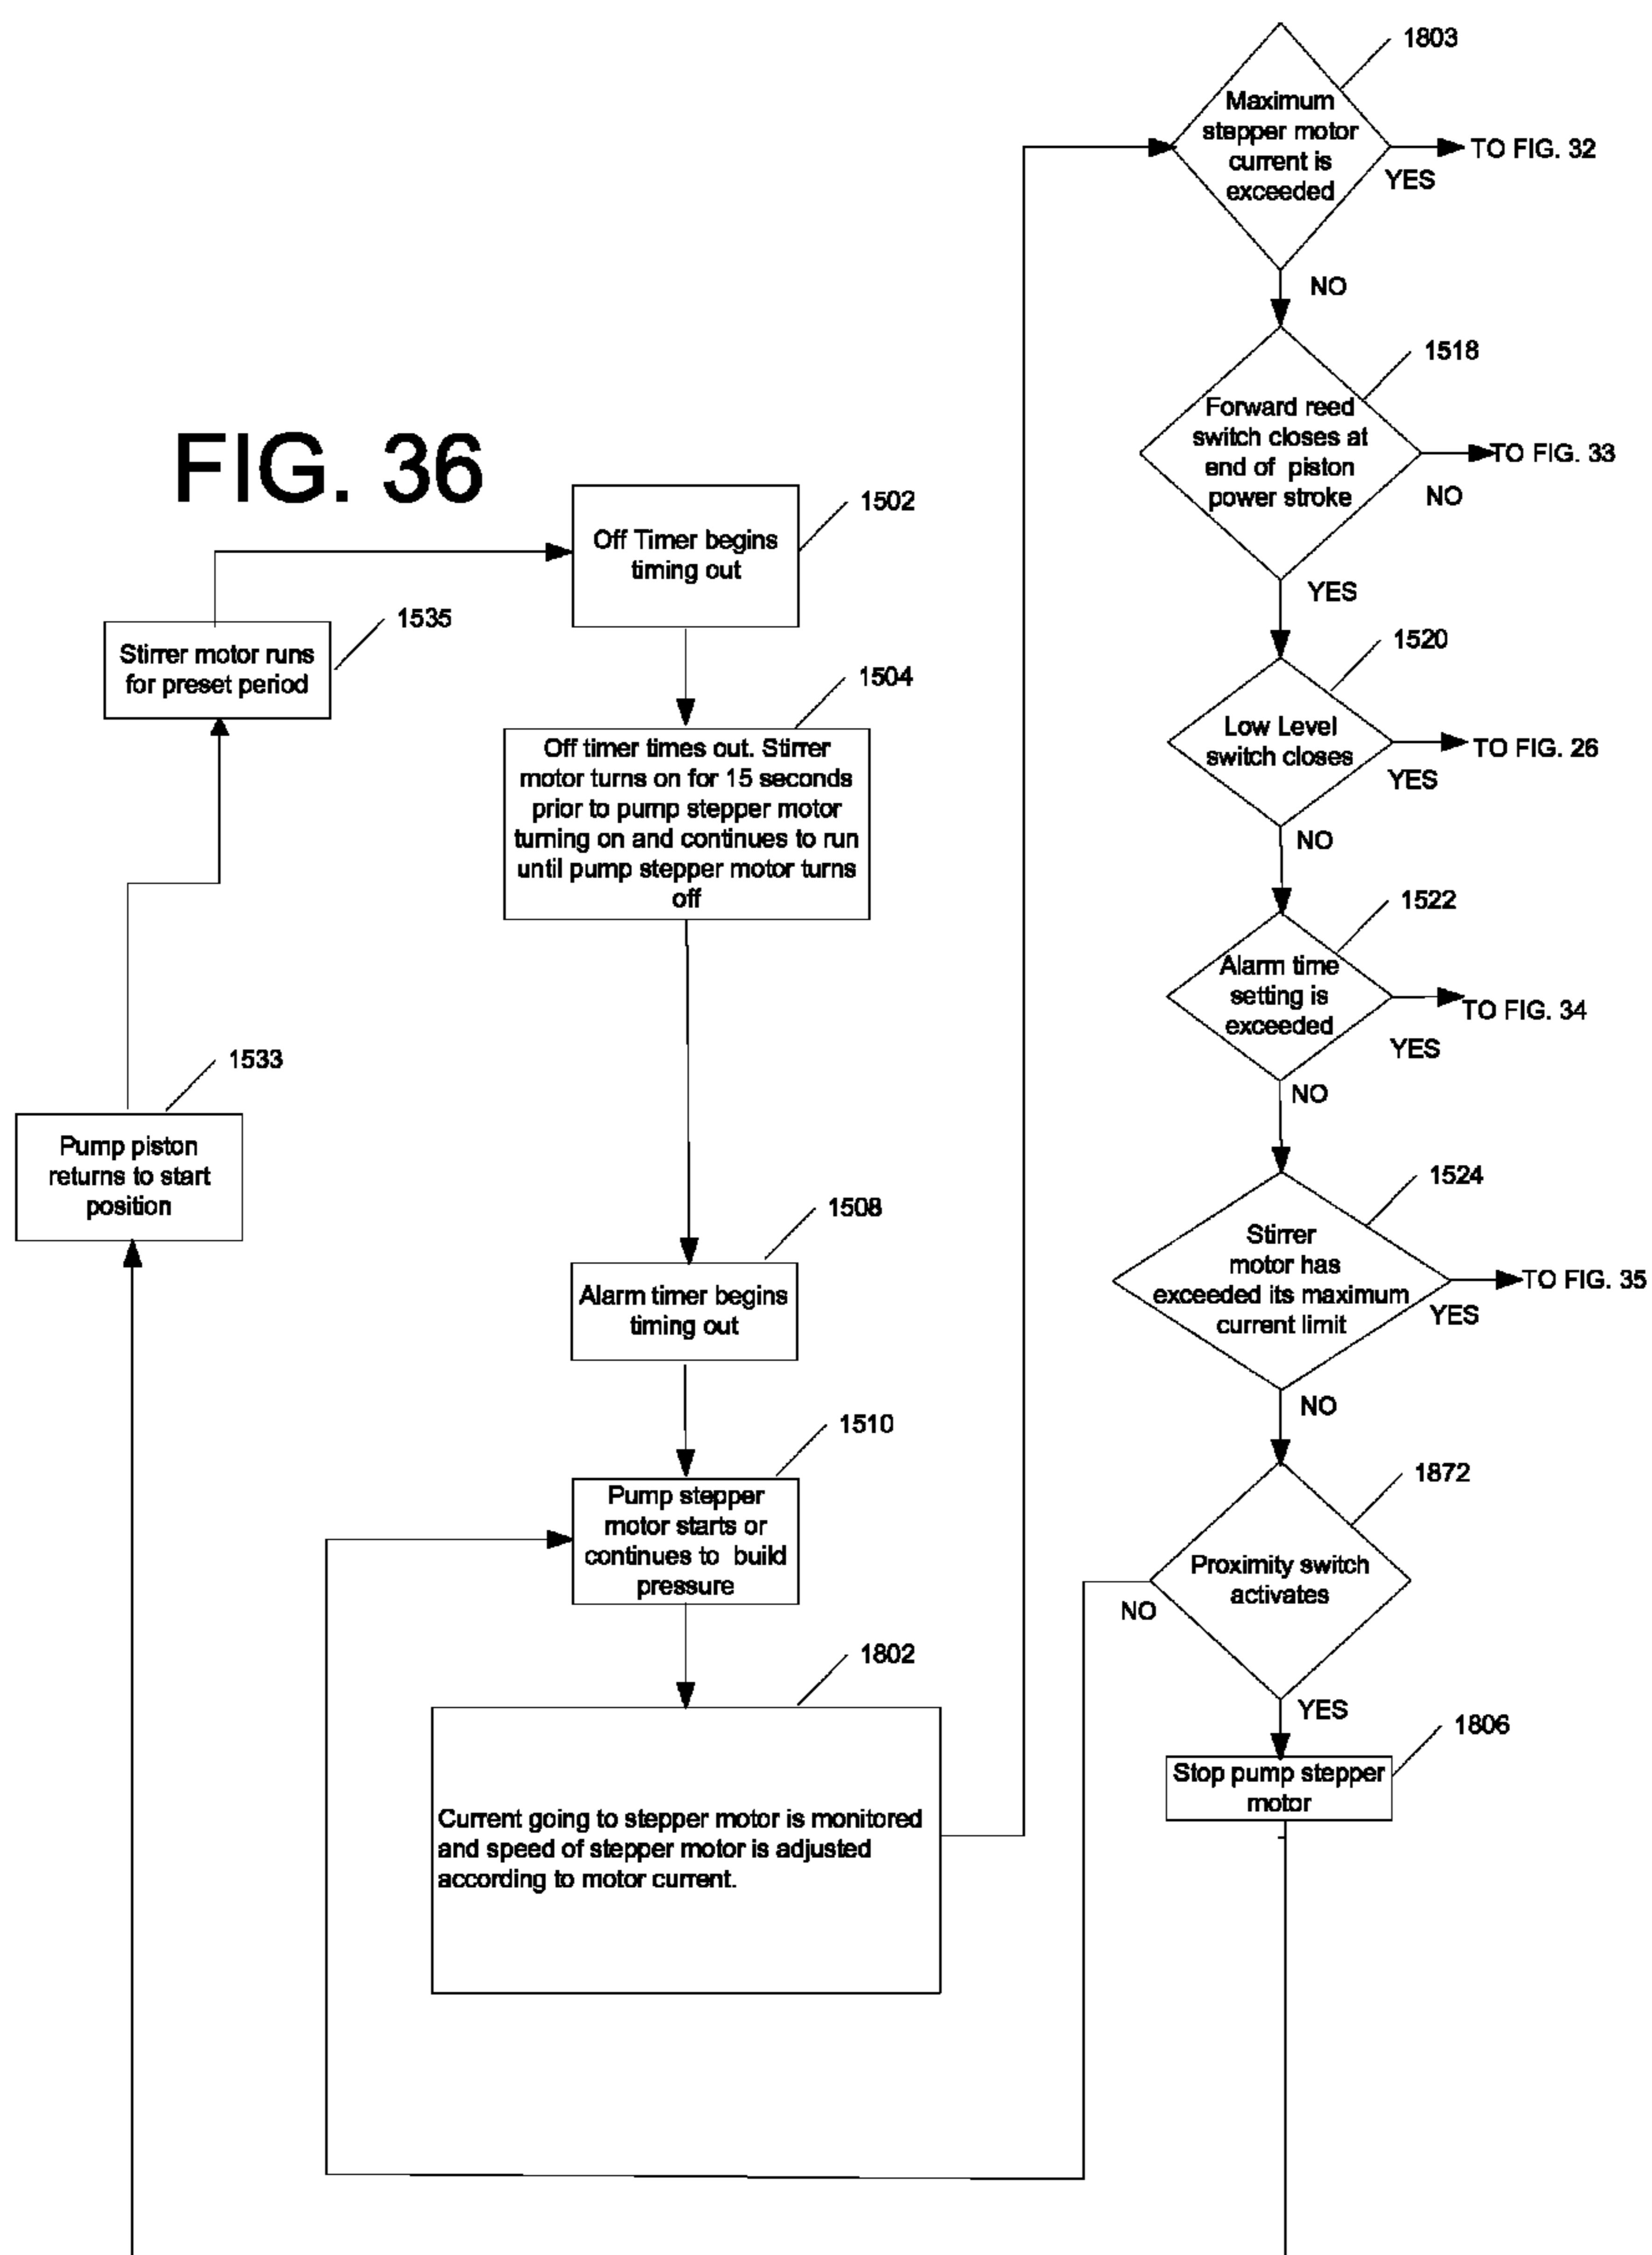 FIG. 36
1535
Stirrer motor runs
for preset period
1533
Pump piston
returns to start
position
1502
Off Timer begins
timing out
1504
Off timer times out. Stirrer
motor turns on for 15 seconds
prior to pump stepper motor
turning on and continues to run
until pump stepper motor turns
off
1508
Alarm timer begins
timing out
1510
Pump stepper
motor starts or
continues to build
pressure
1802
Current going to stepper motor is monitored
and speed of stepper motor is adjusted
according to motor current.
1803
Maximum
stepper motor
current is
exceeded
TO FIG. 32
YES
NO
1518
Forward reed
switch closes at
end of piston
power stroke
TO FIG. 33
NO
YES
1520
Low Level
switch closes
TO FIG. 26
YES
NO
1522
Alarm time
setting is
exceeded
TO FIG. 34
YES
NO
1524
Stirrer
motor has
exceeded its maximum
current limit
TO FIG. 35
YES
NO
1872
Proximity switch
activates
NO
YES
1806
Stop pump stepper
motor